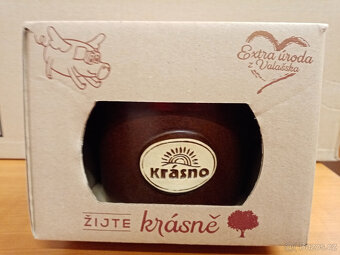 Extra úroda
z Valašska
Krásno
ŽIJTE krásně